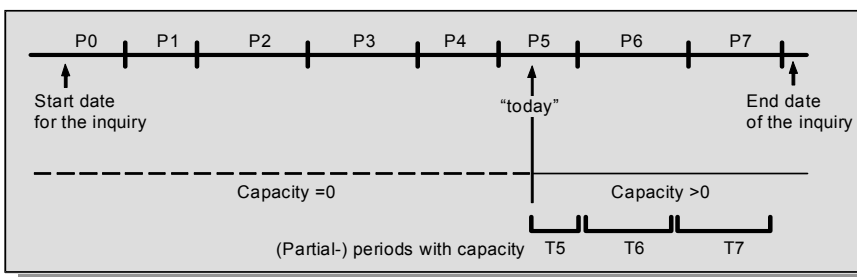 P0 P1 P2 P3 P4 P5 P6 P7
Start date
for the inquiry
“today”
End date
of the inquiry
Capacity =0
Capacity >0
(Partial-) periods with capacity T5 T6 T7